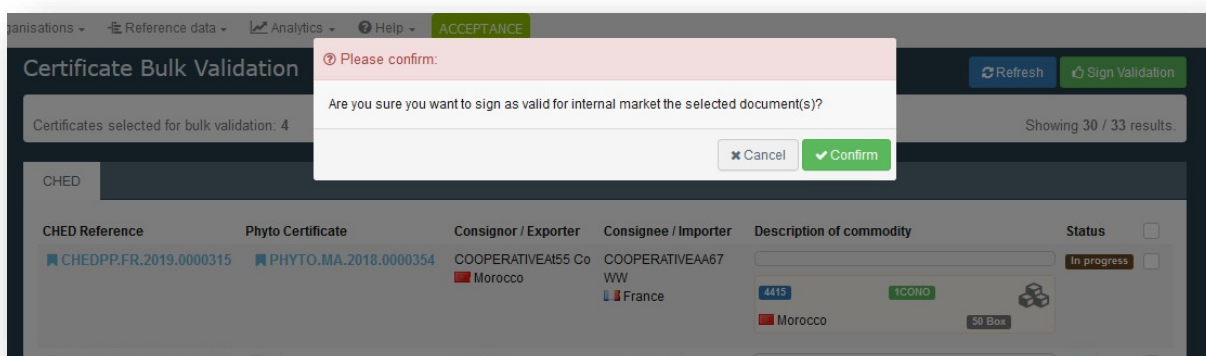 ganisations Reference data Analytics Help ACCEPTANCE
Certificate Bulk Validation
Please confirm:
Refresh Sign Validation
Are you sure you want to sign as valid for internal market the selected document(s)?
Certificates selected for bulk validation: 4
Showing 30 / 33 results.
Cancel Confirm
CHED
CHED Reference Phyto Certificate Consignor / Exporter Consignee / Importer Description of commodity Status
CHEDPP.FR.2019.0000315 PHYTO.MA.2018.0000354 COOPERATIVEAt55 Co COOPERATIVEAA67 In progress
Morocco WW
4415 1CONO
France
Morocco 50 Box